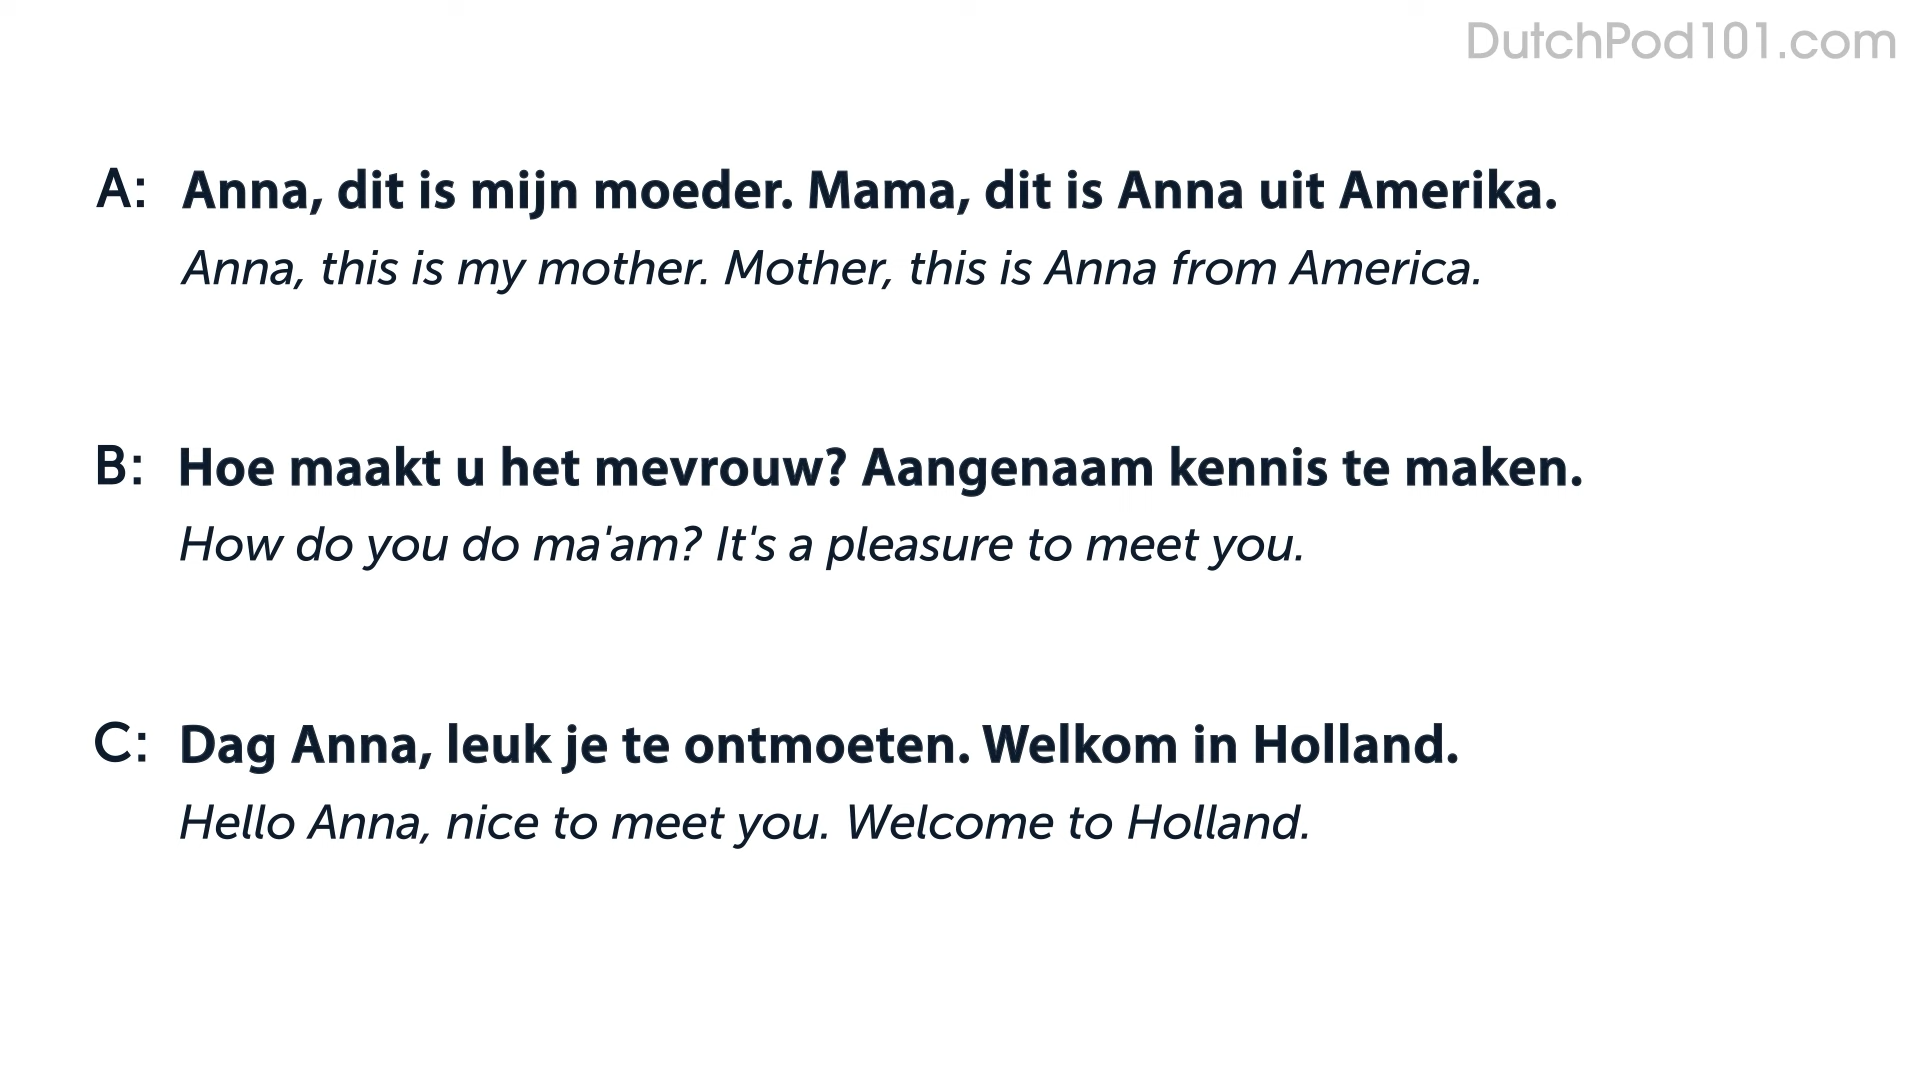 DutchPod101.com
A: Anna, dit is mijn moeder. Mama, dit is Anna uit Amerika.
Anna, this is my mother. Mother, this is Anna from America.
B: Hoe maakt u het mevrouw? Aangenaam kennis te maken.
How do you do ma'am? It's a pleasure to meet you.
C: Dag Anna, leuk je te ontmoeten. Welkom in Holland.
Hello Anna, nice to meet you. Welcome to Holland.